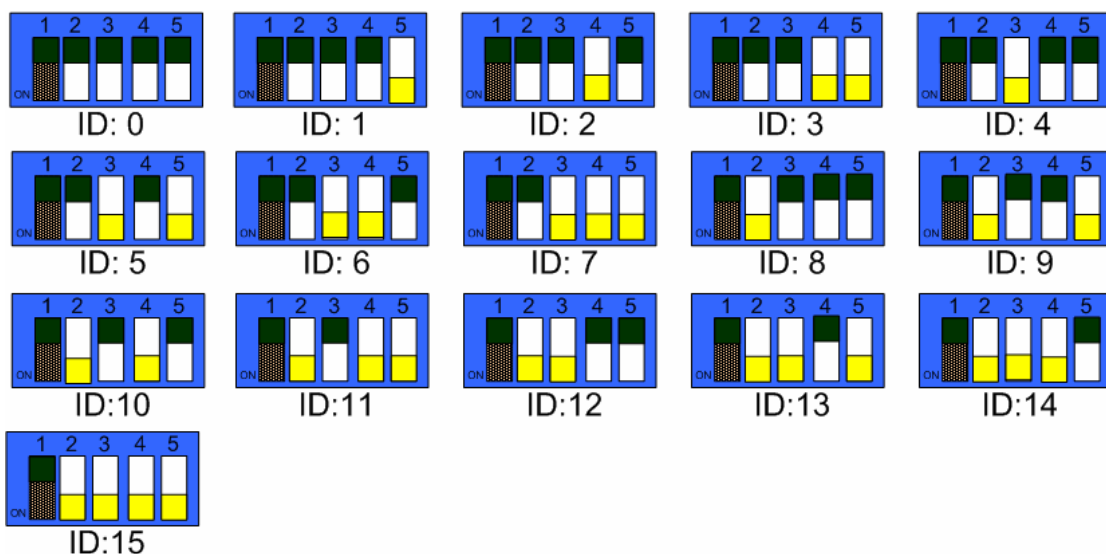 1 2 3 4 5
ON
ID: 0
1 2 3 4 5
ON
ID: 1
1 2 3 4 5
ON
ID: 2
1 2 3 4 5
ON
ID: 3
1 2 3 4 5
ON
ID: 4
1 2 3 4 5
ON
ID: 5
1 2 3 4 5
ON
ID: 6
1 2 3 4 5
ON
ID: 7
1 2 3 4 5
ON
ID: 8
1 2 3 4 5
ON
ID: 9
1 2 3 4 5
ON
ID:10
1 2 3 4 5
ON
ID:11
1 2 3 4 5
ON
ID:12
1 2 3 4 5
ON
ID:13
1 2 3 4 5
ON
ID:14
1 2 3 4 5
ON
ID:15